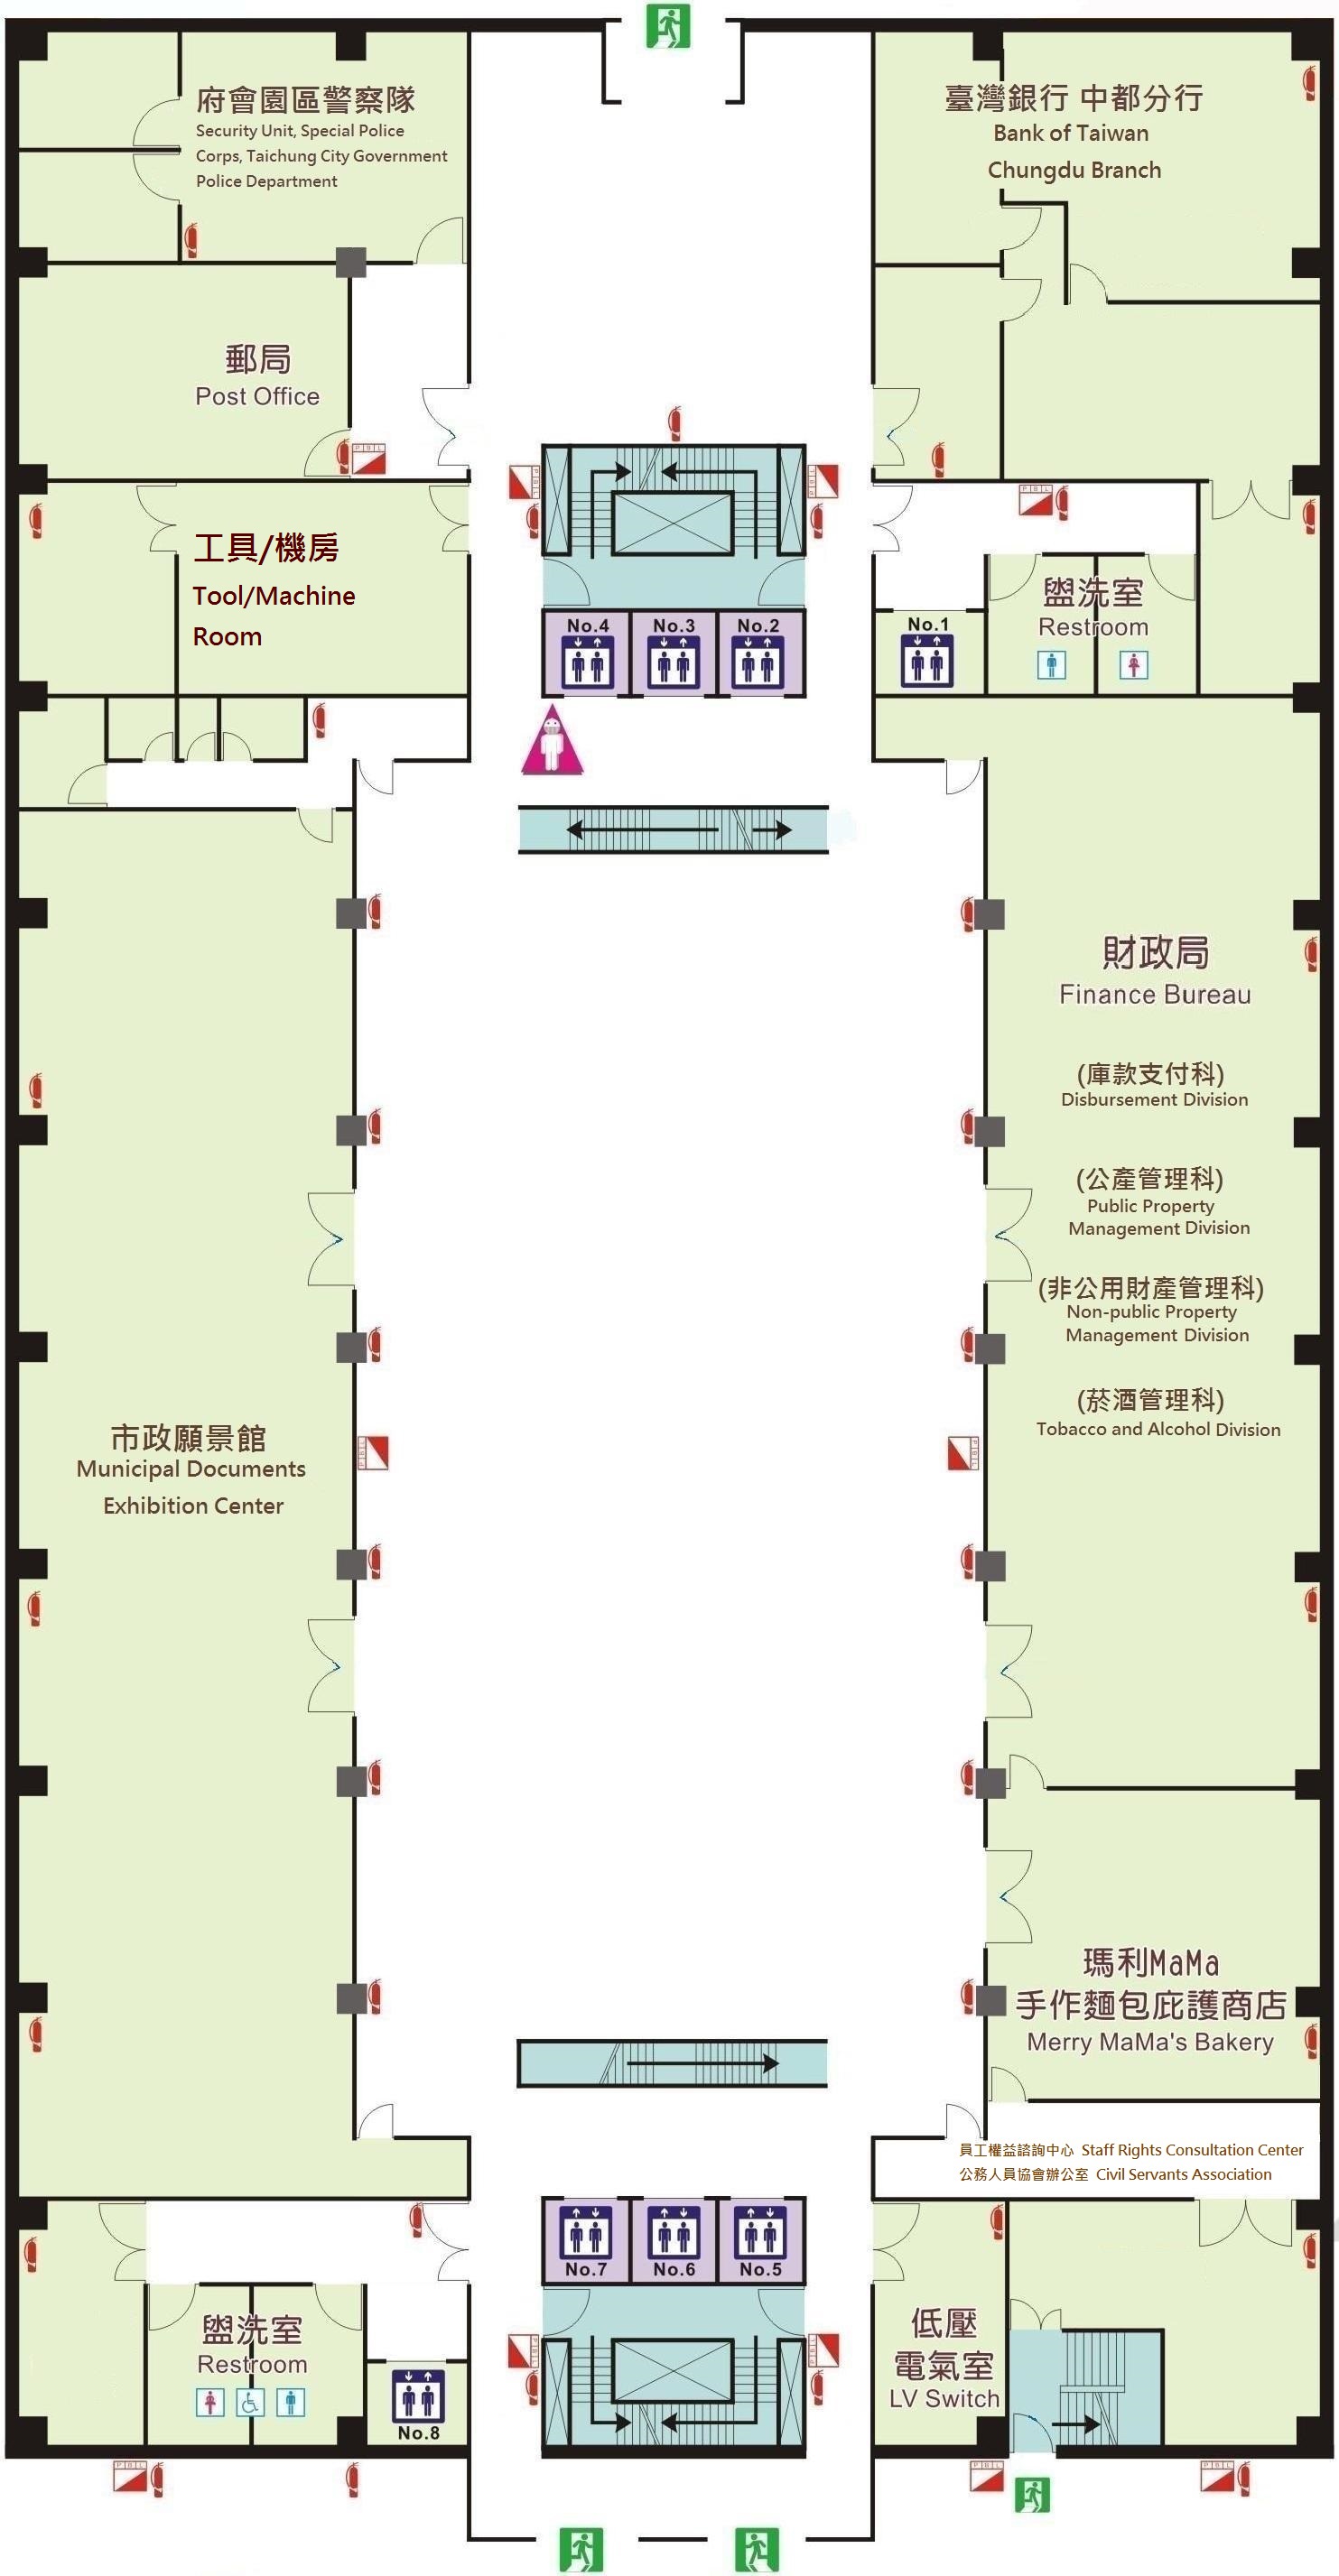 府會園區警察隊
Security Unit, Special Police
Corps, Taichung City Government
Police Department
臺灣銀行 中都分行
Bank of Taiwan
Chungdu Branch
郵局
Post Office
工具/機房
Tool/Machine
Room
No.4
No.3
No.2
No.1
盥洗室
Restroom
財政局
Finance Bureau
(庫款支付科)
Disbursement Division
(公產管理科)
Public Property
Management Division
(非公用財產管理科)
Non-public Property
Management Division
(菸酒管理科)
Tobacco and Alcohol Division
市政願景館
Municipal Documents
Exhibition Center
瑪利MaMa
手作麵包庇護商店
Merry MaMa's Bakery
員工權益諮詢中心 Staff Rights Consultation Center
公務人員協會辦公室 Civil Servants Association
No.7
No.6
No.5
盥洗室
Restroom
No.8
低壓
電氣室
LV Switch